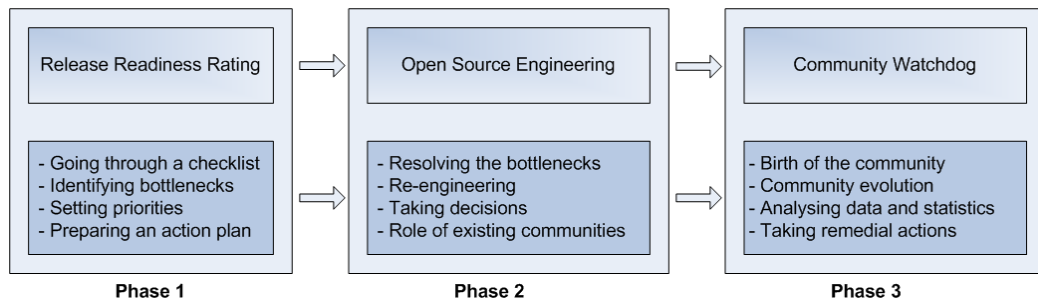 Release Readiness Rating
- Going through a checklist
- Identifying bottlenecks
- Setting priorities
- Preparing an action plan
Phase 1
Open Source Engineering
- Resolving the bottlenecks
- Re-engineering
- Taking decisions
- Role of existing communities
Phase 2
Community Watchdog
- Birth of the community
- Community evolution
- Analysing data and statistics
- Taking remedial actions
Phase 3